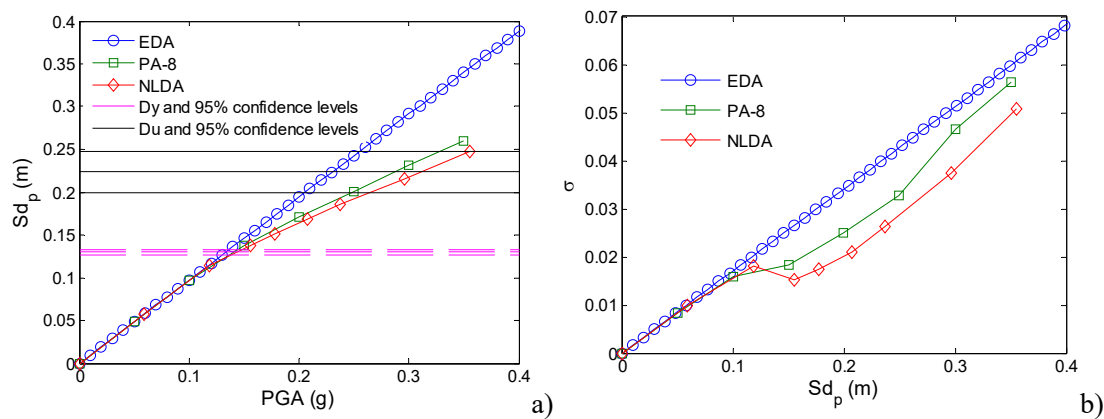 0.4
0.35
0.3
0.25
0.2
0.15
0.1
0.05
0
Sd_p (m)
EDA
PA-8
NLDA
Dy and 95% confidence levels
Du and 95% confidence levels
0 0.1 0.2 0.3 0.4
PGA (g)
a)
0.07
0.06
0.05
0.04
0.03
0.02
0.01
0
σ
EDA
PA-8
NLDA
0 0.1 0.2 0.3 0.4
Sd_p (m)
b)